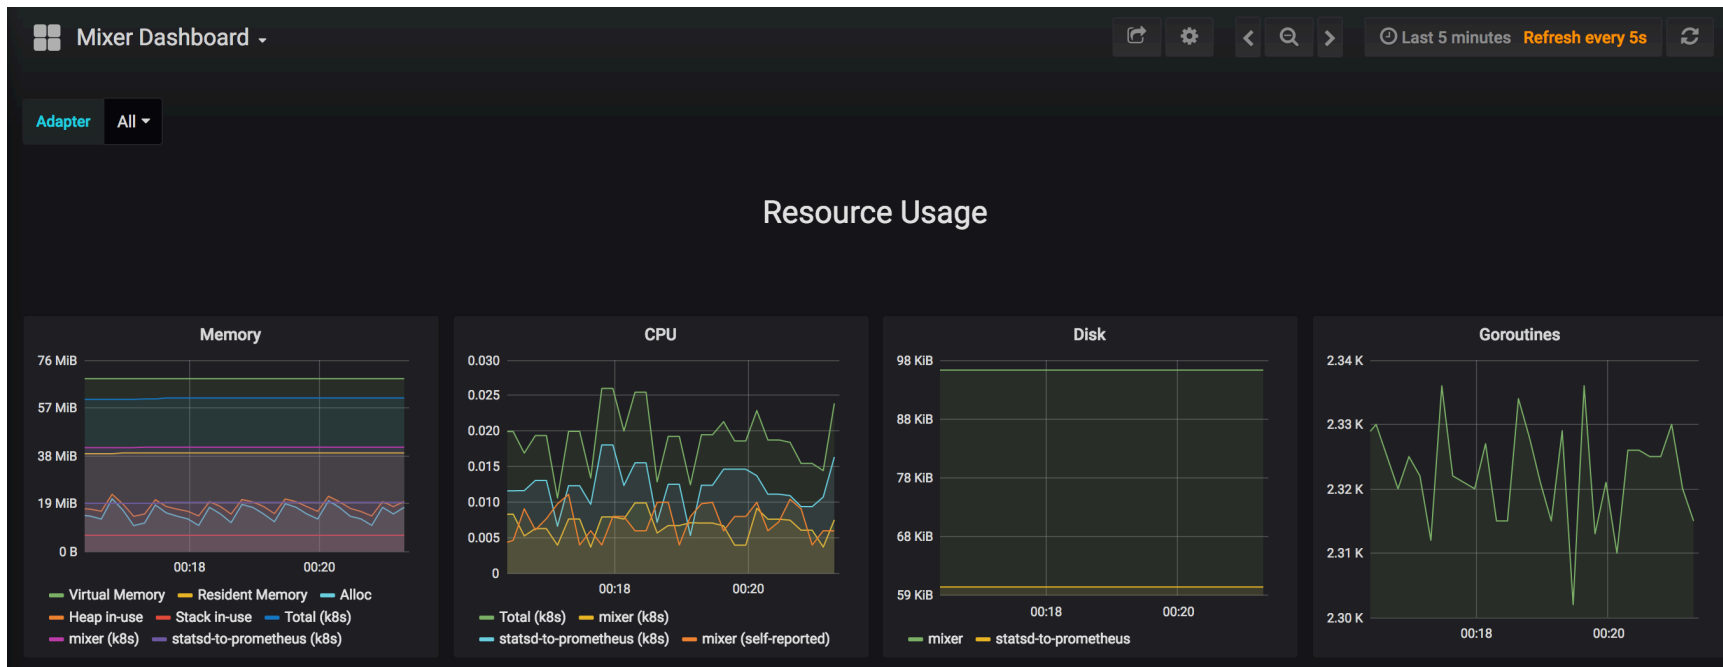 Mixer Dashboard
Last 5 minutes Refresh every 5s
Adapter All
Resource Usage
Memory
76 MiB
57 MiB
38 MiB
19 MiB
0 B
00:18 00:20
Virtual Memory Resident Memory Alloc
Heap in-use Stack in-use Total (k8s)
mixer (k8s) statsd-to-prometheus (k8s)
CPU
0.030
0.025
0.020
0.015
0.010
0.005
0
00:18 00:20
Total (k8s) mixer (k8s)
statsd-to-prometheus (k8s) mixer (self-reported)
Disk
98 KiB
88 KiB
78 KiB
68 KiB
59 KiB
00:18 00:20
mixer statsd-to-prometheus
Goroutines
2.34 K
2.33 K
2.32 K
2.31 K
2.30 K
00:18 00:20